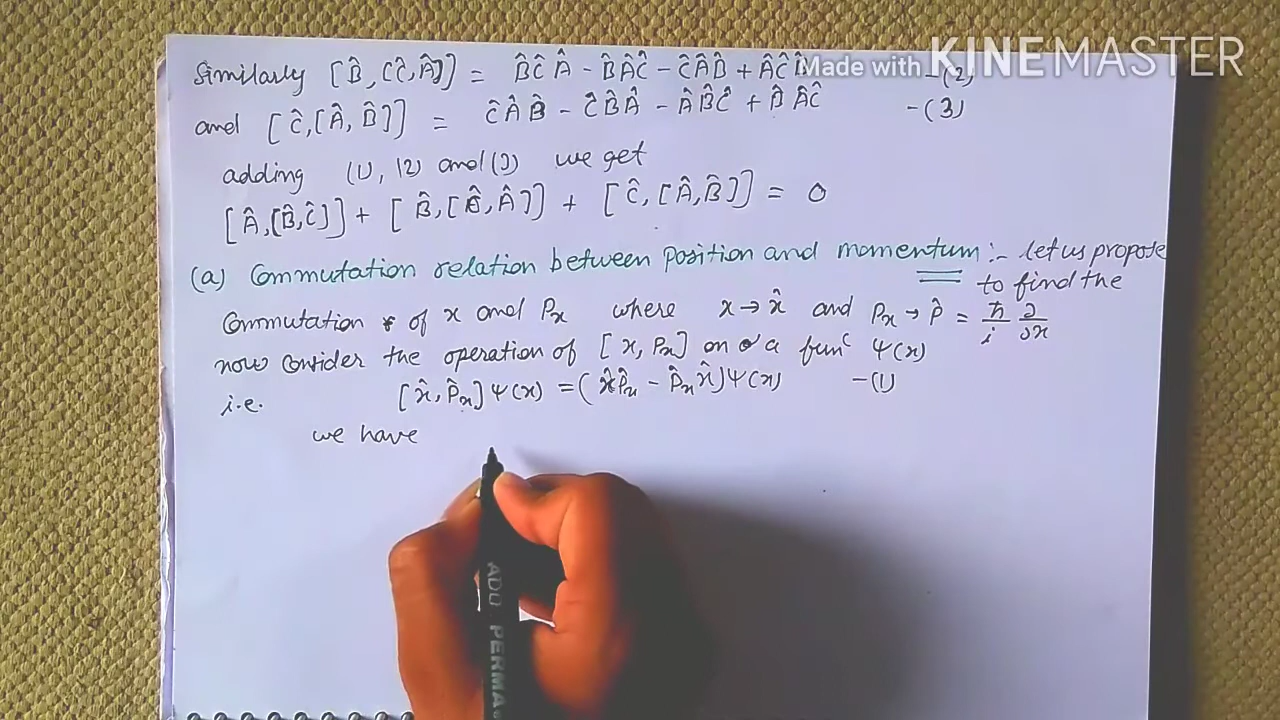 Similarly [B̂, [Ĉ, Â]] = B̂Ĉ Â - B̂ÂĈ - ĈÂB̂ + ÂĈB̂ -(2)
Made with KINEMASTER
and [Ĉ,[Â, B̂]] = ĈÂB̂ - ĈB̂Â - ÂB̂Ĉ + B̂ÂĈ -(3)
adding (1), (2) and (3) we get
[Â,[B̂,Ĉ]] + [B̂,[Ĉ,Â]] + [Ĉ,[Â,B̂]] = 0
(a) Commutation relation between position and momentum :- let us propose
to find the
Commutation of x and Px where x → x̂ and Px → P̂ = ħ/i ∂/∂x
now consider the operation of [x, Px] on a func ψ(x)
i.e. [x̂, P̂x] ψ(x) = (x̂P̂x - P̂x x̂) ψ(x) -(1)
we have
ADD PERMA